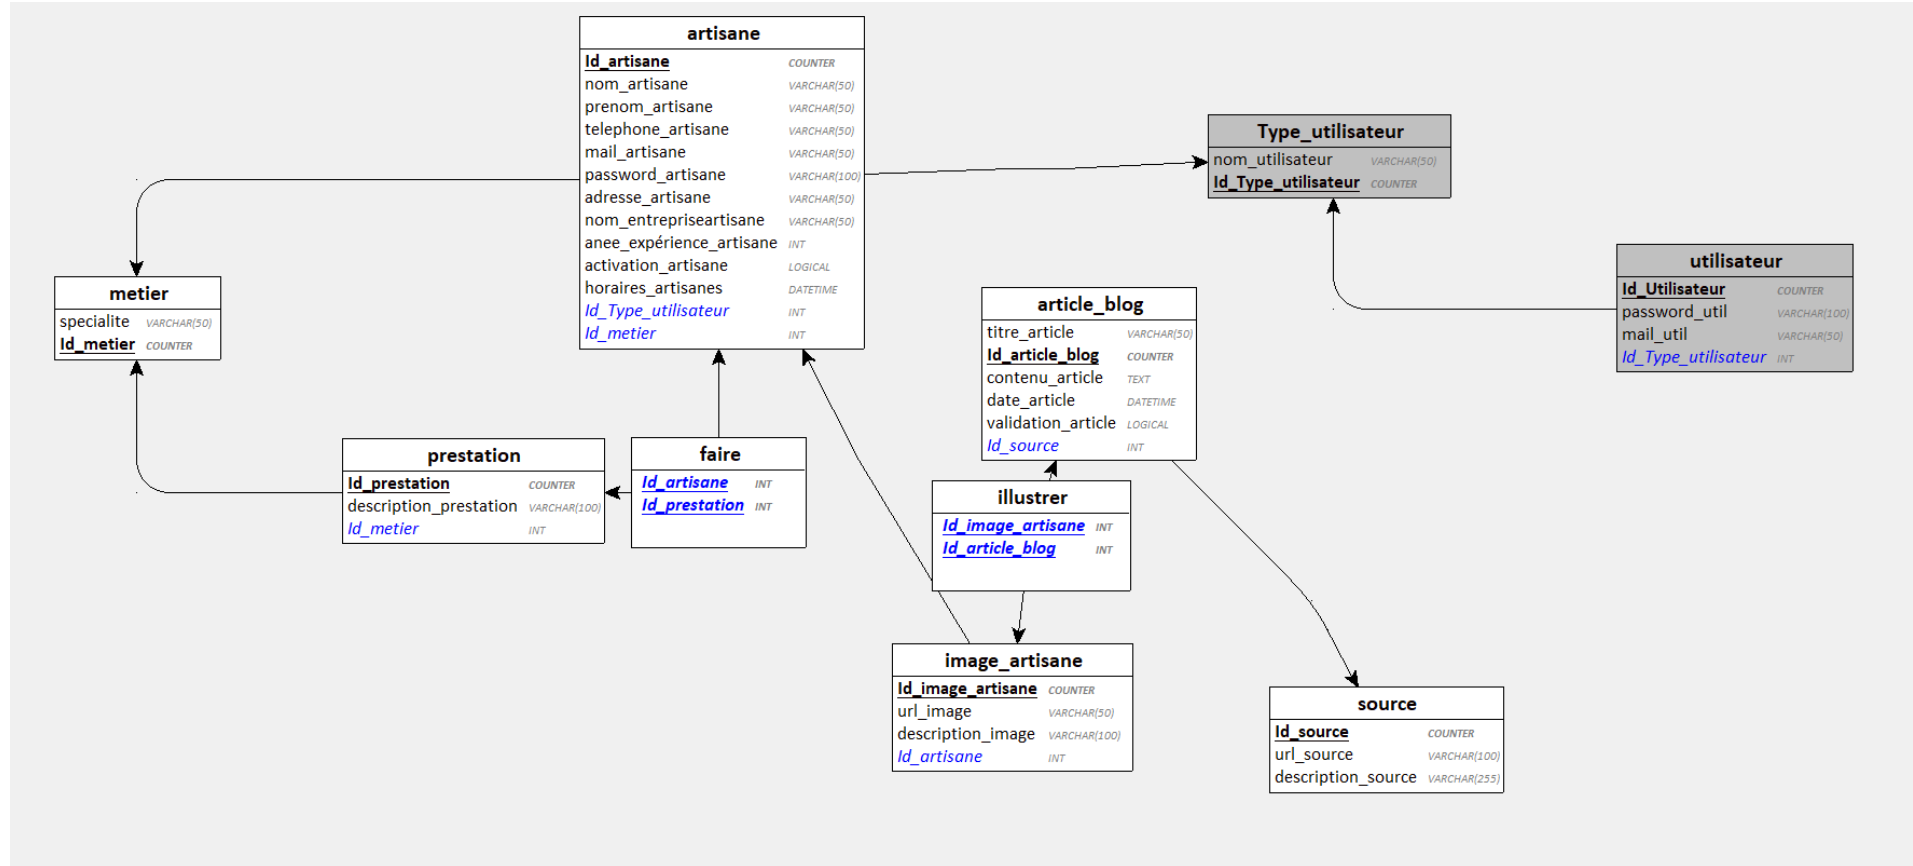 artisane
Id_artisane COUNTER
nom_artisane VARCHAR(50)
prenom_artisane VARCHAR(50)
telephone_artisane VARCHAR(50)
mail_artisane VARCHAR(50)
password_artisane VARCHAR(100)
adresse_artisane VARCHAR(50)
nom_entrepriseartisane VARCHAR(50)
anee_expérience_artisane INT
activation_artisane LOGICAL
horaires_artisanes DATETIME
Id_Type_utilisateur INT
Id_metier INT
Type_utilisateur
nom_utilisateur VARCHAR(50)
Id_Type_utilisateur COUNTER
utilisateur
Id_Utilisateur COUNTER
password_util VARCHAR(100)
mail_util VARCHAR(50)
Id_Type_utilisateur INT
metier
specialite VARCHAR(50)
Id_metier COUNTER
article_blog
titre_article VARCHAR(50)
Id_article_blog COUNTER
contenu_article TEXT
date_article DATETIME
validation_article LOGICAL
Id_source INT
prestation
Id_prestation COUNTER
description_prestation VARCHAR(100)
Id_metier INT
faire
Id_artisane INT
Id_prestation INT
illustrer
Id_image_artisane INT
Id_article_blog INT
image_artisane
Id_image_artisane COUNTER
url_image VARCHAR(50)
description_image VARCHAR(100)
Id_artisane INT
source
Id_source COUNTER
url_source VARCHAR(100)
description_source VARCHAR(255)